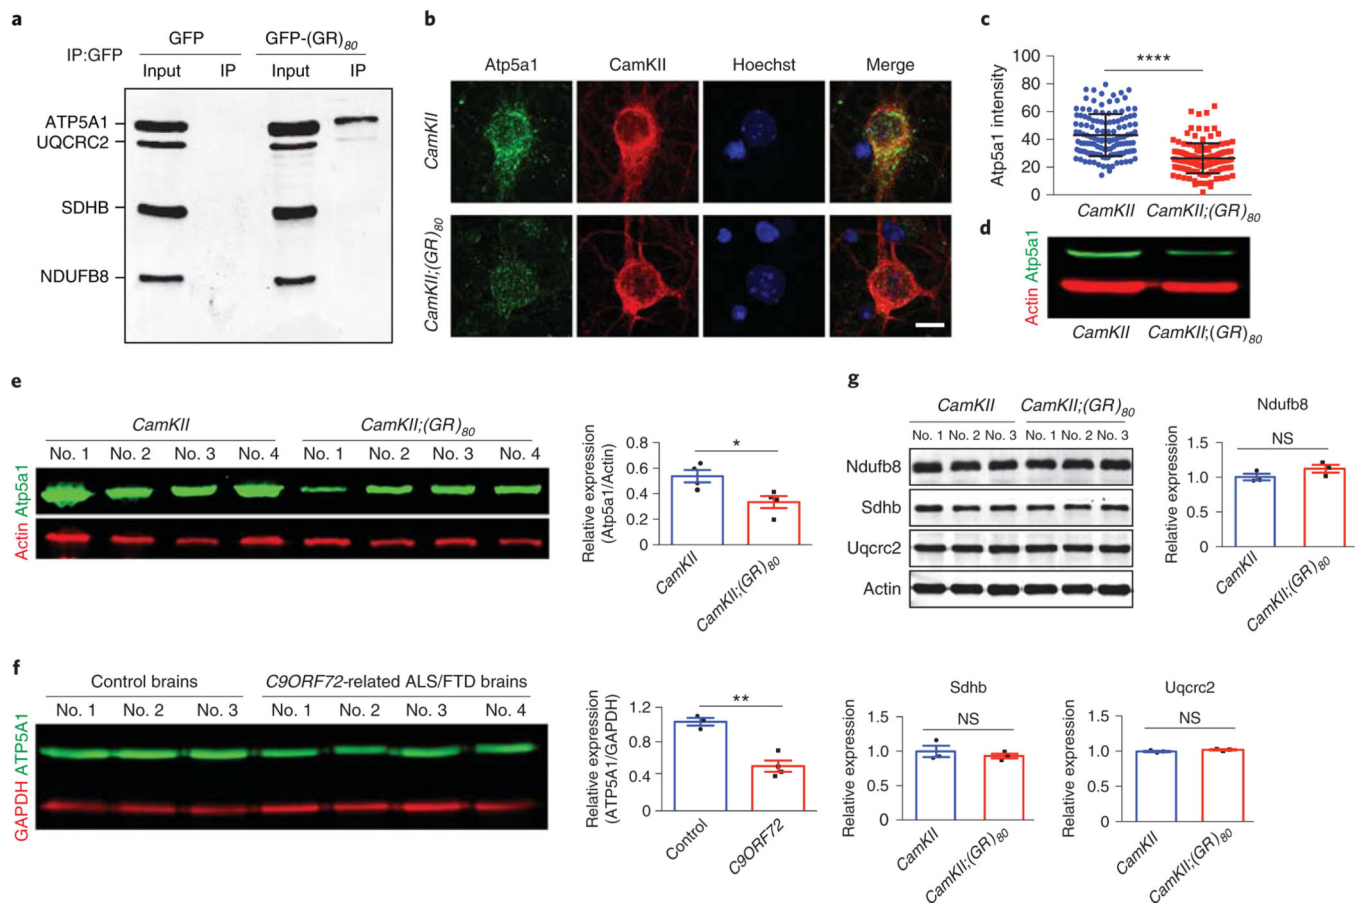 a
IP:GFP
GFP
GFP-(GR)80
Input
IP
Input
IP
ATP5A1
UQCRC2
SDHB
NDUFB8
b
Atp5a1
CamKII
Hoechst
Merge
CamKII
CamKII;(GR)80
c
Atp5a1 intensity
100
80
60
40
20
0
****
CamKII
CamKII;(GR)80
d
Actin Atp5a1
CamKII
CamKII;(GR)80
e
CamKII
CamKII;(GR)80
No. 1
No. 2
No. 3
No. 4
No. 1
No. 2
No. 3
No. 4
Actin Atp5a1
Relative expression
(Atp5a1/Actin)
0.8
0.6
0.4
0.2
0
*
CamKII
CamKII;(GR)80
g
CamKII
CamKII;(GR)80
No. 1
No. 2
No. 3
No. 1
No. 2
No. 3
Ndufb8
Sdhb
Uqcrc2
Actin
Ndufb8
Relative expression
1.5
1.0
0.5
0
NS
CamKII
CamKII;(GR)80
f
Control brains
C9ORF72-related ALS/FTD brains
No. 1
No. 2
No. 3
No. 1
No. 2
No. 3
No. 4
GAPDH ATP5A1
Relative expression
(ATP5A1/GAPDH)
1.2
0.8
0.4
0
**
Control
C9ORF72
Sdhb
Relative expression
1.5
1.0
0.5
0
NS
CamKII
CamKII;(GR)80
Uqcrc2
Relative expression
1.5
1.0
0.5
0
NS
CamKII
CamKII;(GR)80